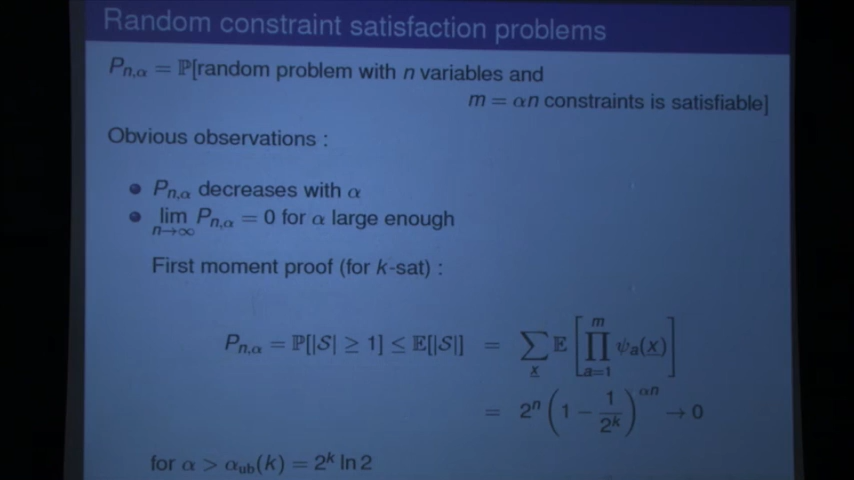 Random constraint satisfaction problems
P_{n,α} = ℙ[random problem with n variables and
m = αn constraints is satisfiable]
Obvious observations :
• P_{n,α} decreases with α
• lim_{n→∞} P_{n,α} = 0 for α large enough
First moment proof (for k-sat) :
P_{n,α} = ℙ[|𝒮| ≥ 1] ≤ 𝔼[|𝒮|] = ∑_{x} 𝔼 [∏_{a=1}^{m} ψ_a(x)]
= 2^n (1 − 1/2^k)^{αn} → 0
for α > α_{ub}(k) = 2^k ln 2